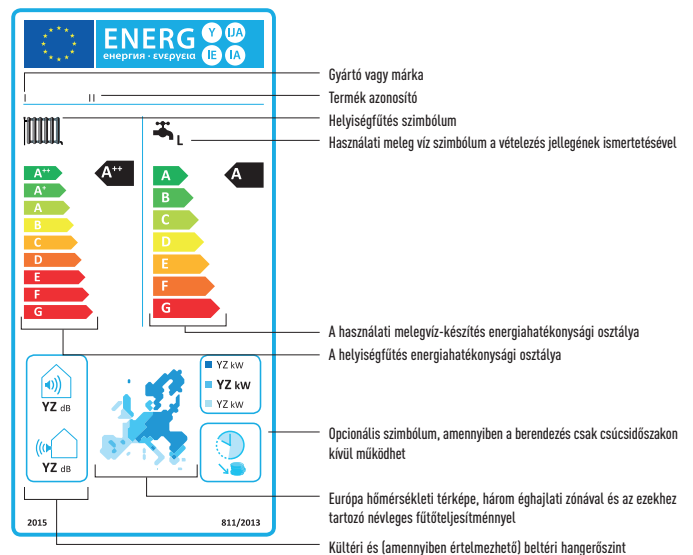 ENERG
енергия · ενεργεια
Y IJA
IE IA
I
II
Gyártó vagy márka
Termék azonosító
Helyiségfűtés szimbólum
L
Használati meleg víz szimbólum a vételezés jellegének ismertetésével
A++
A+
A
B
C
D
E
F
G
A++
A
B
C
D
E
F
G
A
A használati melegvíz-készítés energiahatékonysági osztálya
A helyiségfűtés energiahatékonysági osztálya
YZ dB
YZ dB
YZ kW
YZ kW
YZ kW
Opcionális szimbólum, amennyiben a berendezés csak csúcsidőszakon
kívül működhet
Európa hőmérsékleti térképe, három éghajlati zónával és az ezekhez
tartozó névleges fűtőteljesítménnyel
2015
811/2013
Kültéri és (amennyiben értelmezhető) beltéri hangerőszint